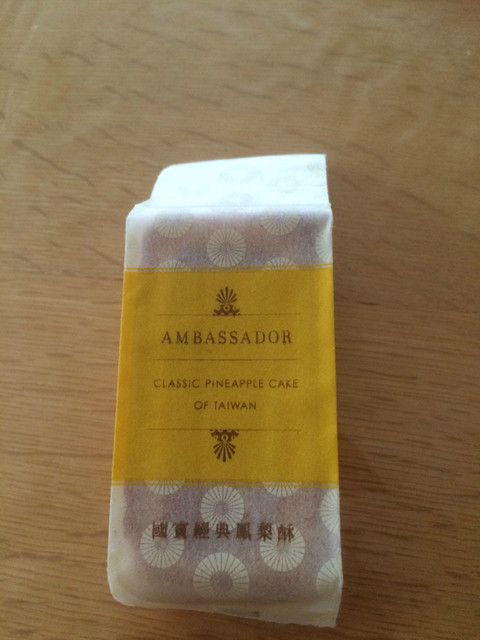 AMBASSADOR
CLASSIC PINEAPPLE CAKE
OF TAIWAN
國賓經典鳳梨酥